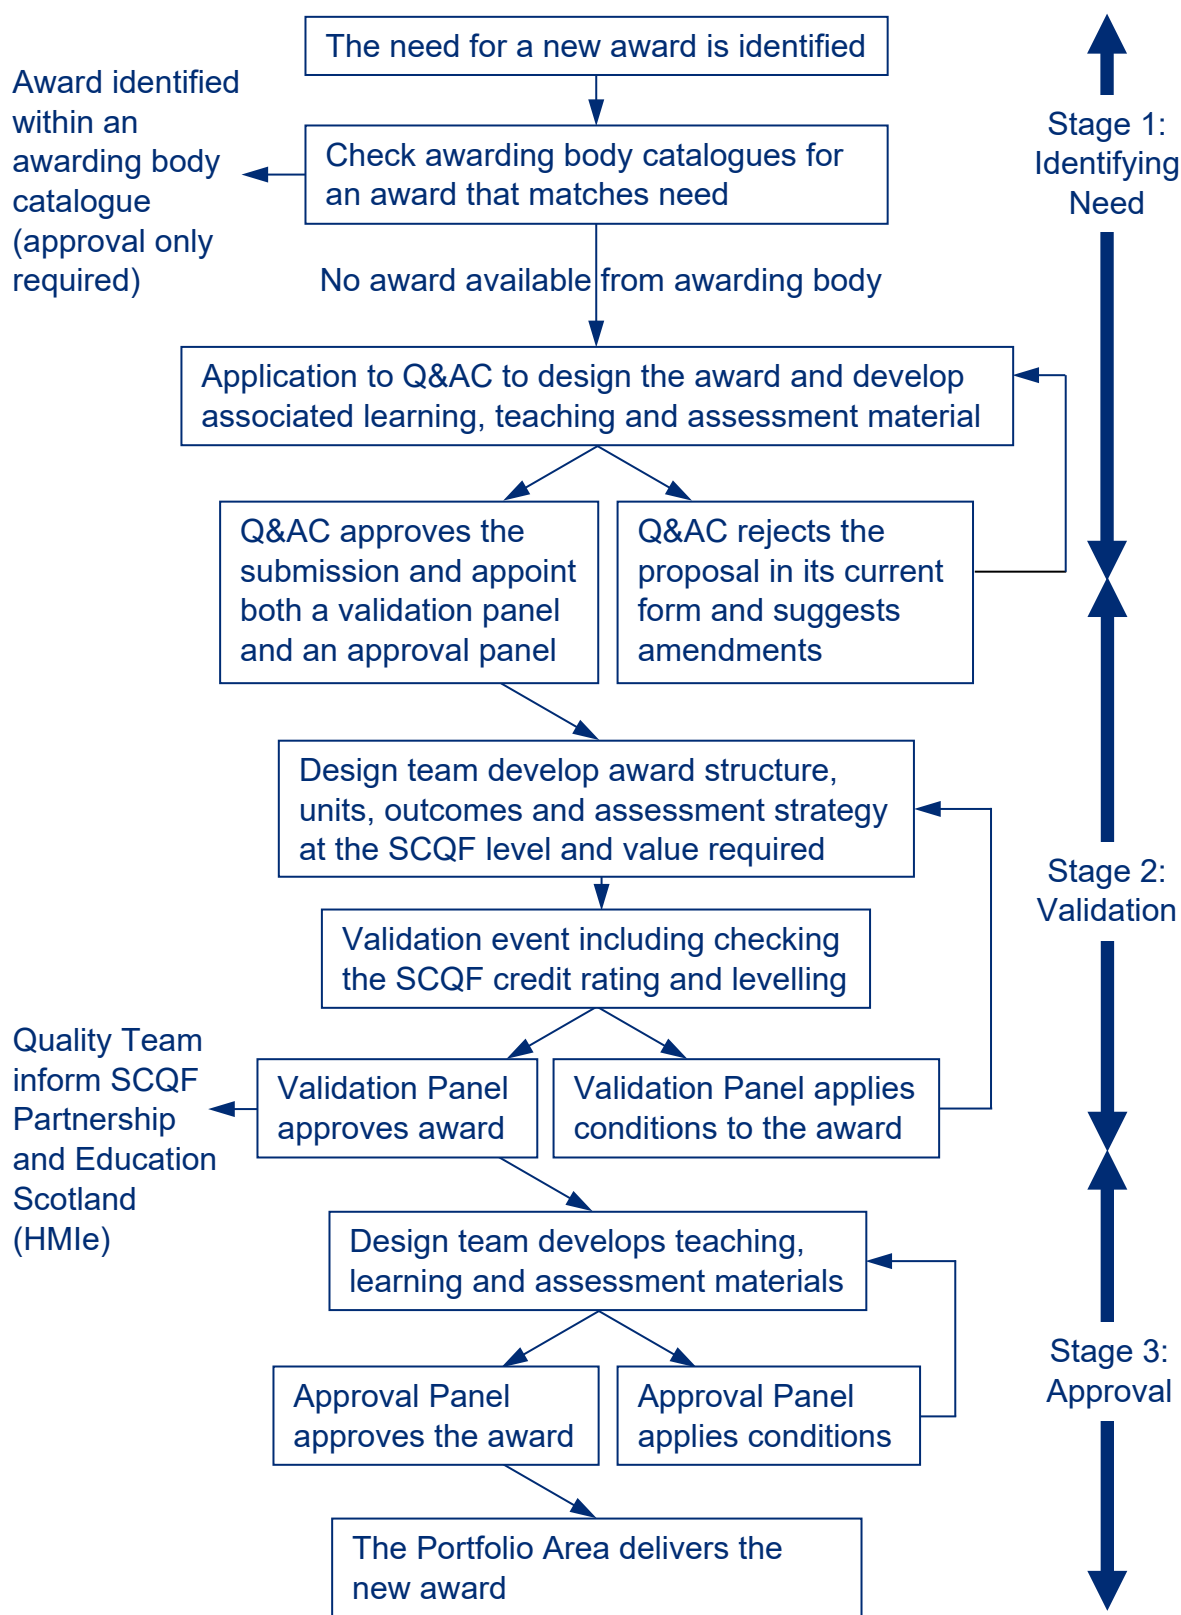 The need for a new award is identified
Award identified
within an
awarding body
catalogue
(approval only
required)
Check awarding body catalogues for
an award that matches need
Stage 1:
Identifying
Need
No award available from awarding body
Application to Q&AC to design the award and develop
associated learning, teaching and assessment material
Q&AC approves the
submission and appoint
both a validation panel
and an approval panel
Q&AC rejects the
proposal in its current
form and suggests
amendments
Design team develop award structure,
units, outcomes and assessment strategy
at the SCQF level and value required
Stage 2:
Validation
Validation event including checking
the SCQF credit rating and levelling
Quality Team
inform SCQF
Partnership
and Education
Scotland
(HMIe)
Validation Panel
approves award
Validation Panel applies
conditions to the award
Design team develops teaching,
learning and assessment materials
Stage 3:
Approval
Approval Panel
approves the award
Approval Panel
applies conditions
The Portfolio Area delivers the
new award